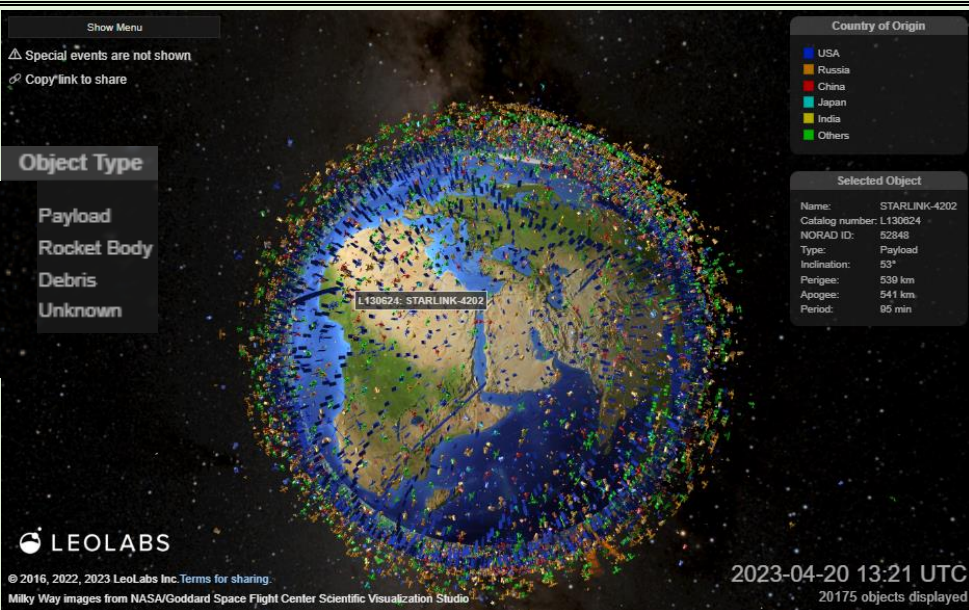 Show Menu
Special events are not shown
Copy link to share
Object Type
Payload
Rocket Body
Debris
Unknown
Country of Origin
USA
Russia
China
Japan
India
Others
Selected Object
Name: STARLINK-4202
Catalog number: L130624
NORAD ID: 52848
Type: Payload
Inclination: 53°
Perigee: 539 km
Apogee: 541 km
Period: 95 min
L130624: STARLINK-4202
LEOLABS
© 2016, 2022, 2023 LeoLabs Inc.Terms for sharing.
Milky Way images from NASA/Goddard Space Flight Center Scientific Visualization Studio
2023-04-20 13:21 UTC
20175 objects displayed